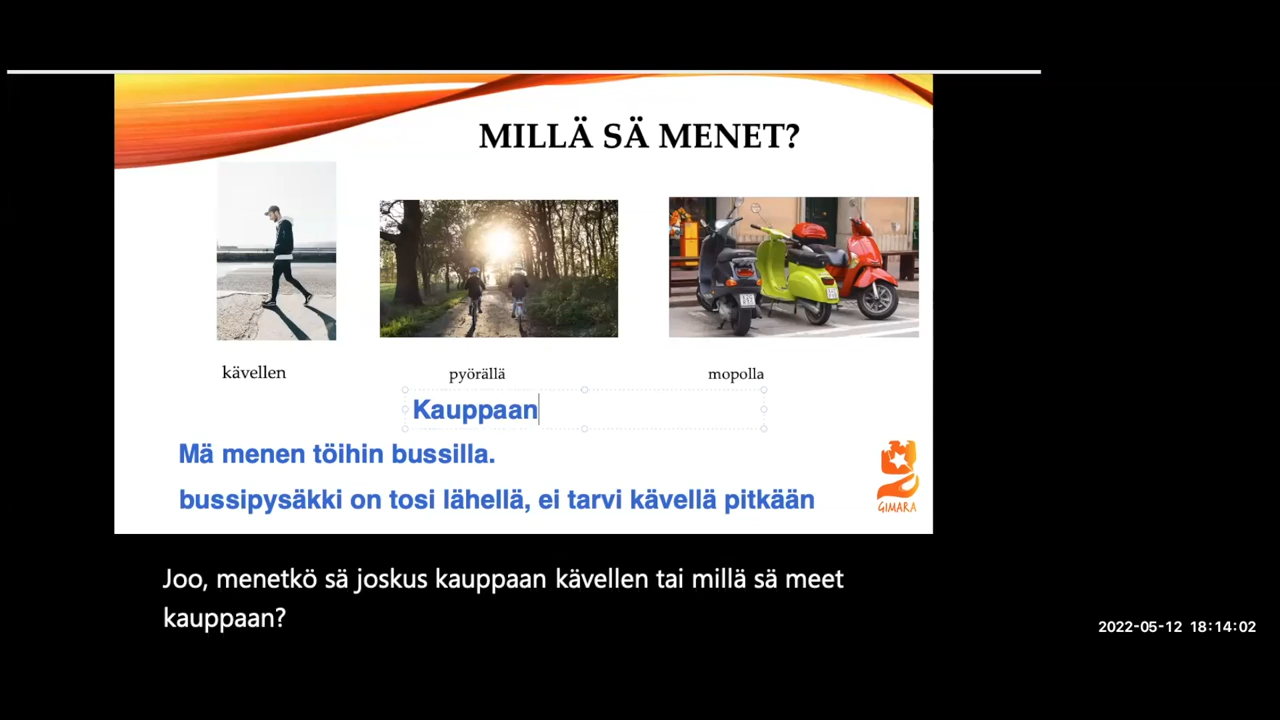 MILLÄ SÄ MENET?
kävellen
pyörällä
mopolla
Kauppaan
Mä menen töihin bussilla.
bussipysäkki on tosi lähellä, ei tarvi kävellä pitkään
GIMARA
Joo, menetkö sä joskus kauppaan kävellen tai millä sä meet
kauppaan?
2022-05-12 18:14:02